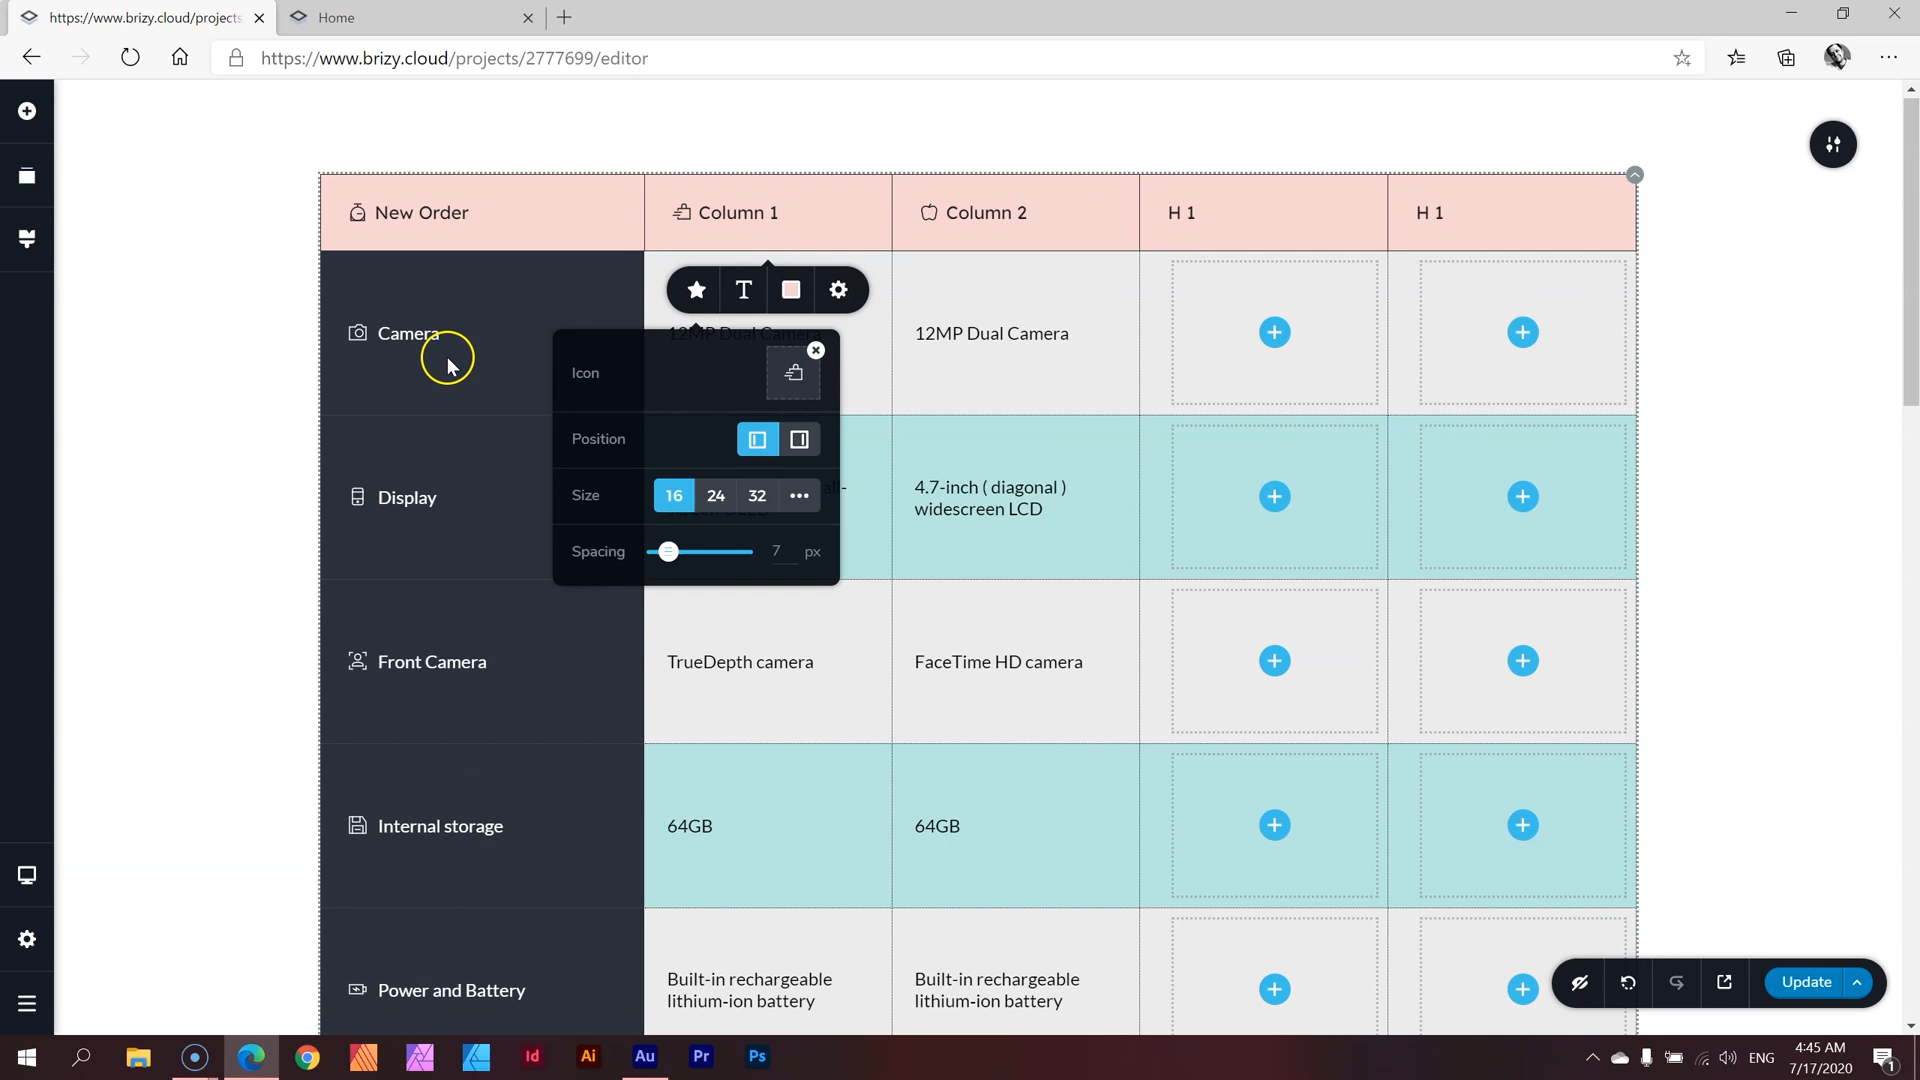 https://www.brizy.cloud/projects
Home
https://www.brizy.cloud/projects/2777699/editor
New Order
Column 1
Column 2
H 1
H 1
Camera
12MP Dual Camera
12MP Dual Camera
Icon
Position
Size
16
24
32
Spacing
7
px
Display
4.7-inch ( diagonal )
widescreen LCD
Front Camera
TrueDepth camera
FaceTime HD camera
Internal storage
64GB
64GB
Power and Battery
Built-in rechargeable
lithium-ion battery
Built-in rechargeable
lithium-ion battery
Update
Id
Ai
Au
Pr
Ps
ENG
4:45 AM
7/17/2020
1